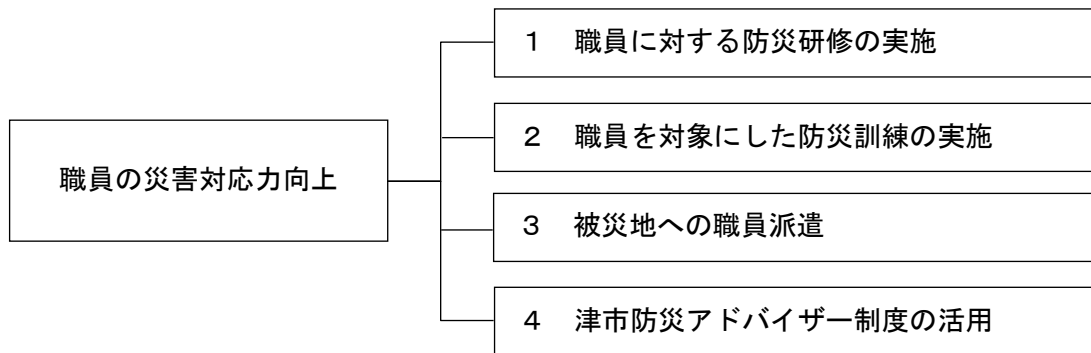 職員の災害対応力向上
１　職員に対する防災研修の実施
２　職員を対象にした防災訓練の実施
３　被災地への職員派遣
４　津市防災アドバイザー制度の活用